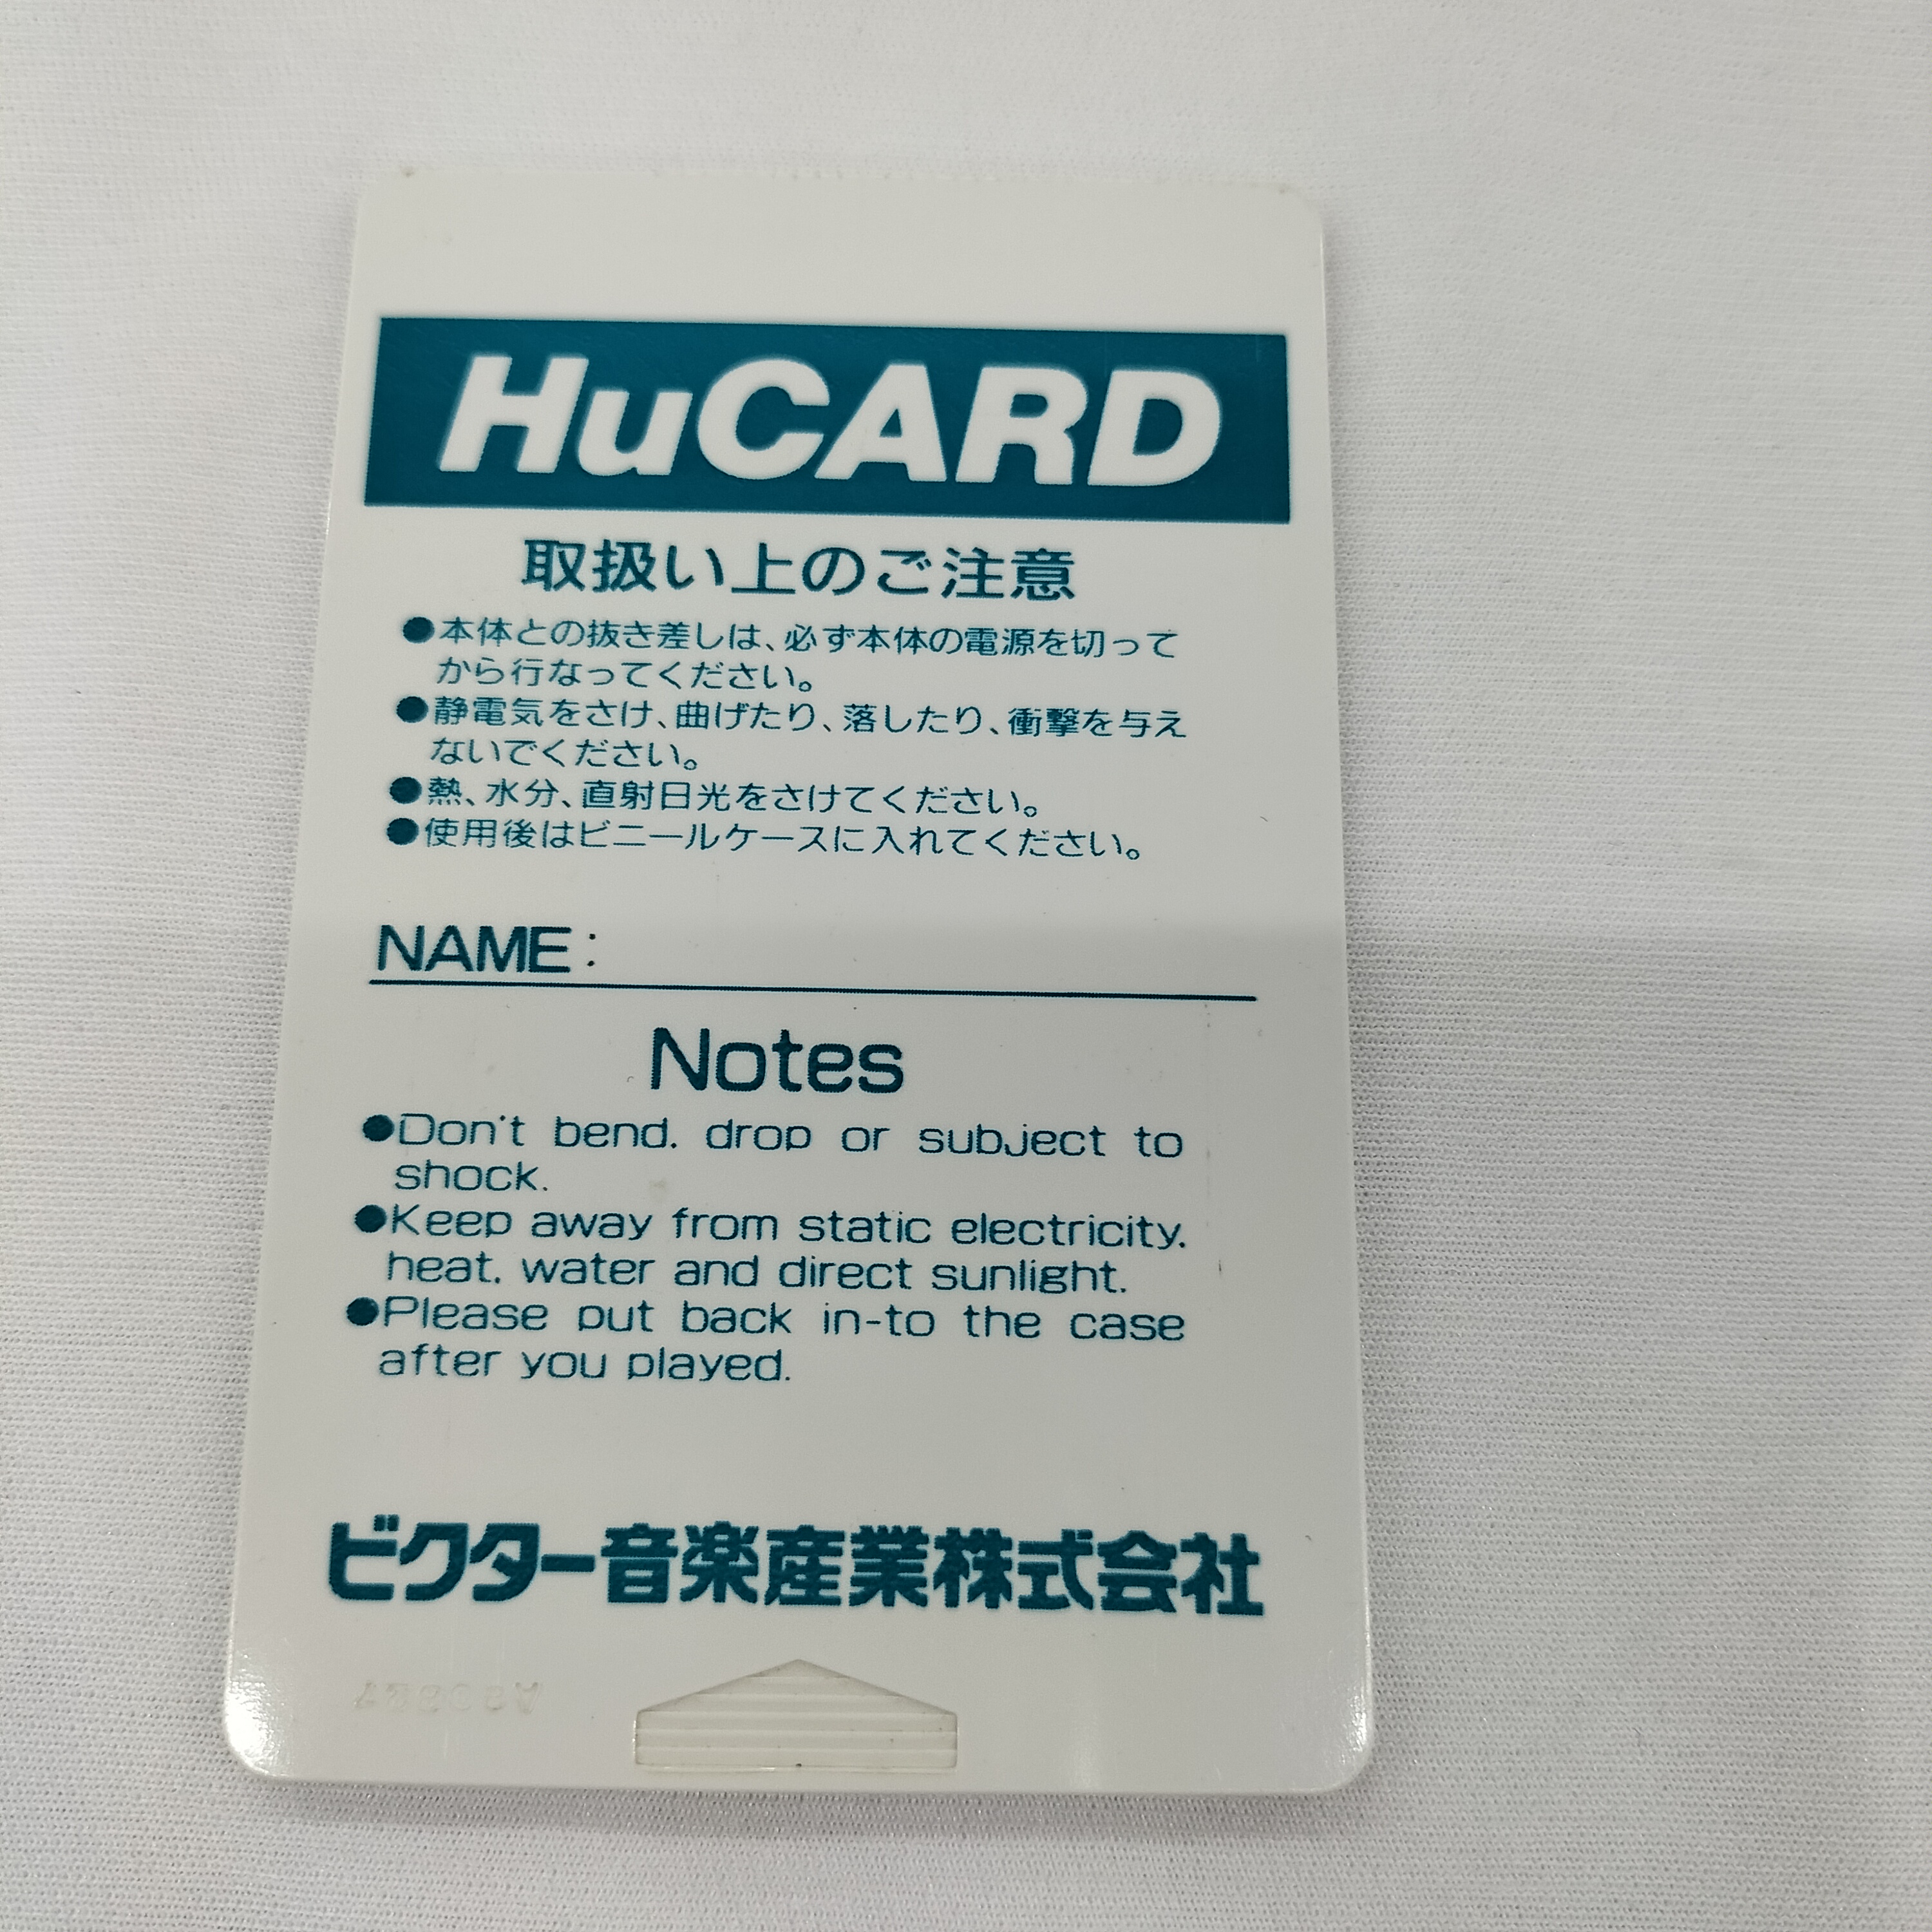 HuCARD
取扱い上のご注意
●本体との抜き差しは、必ず本体の電源を切って
から行なってください。
●静電気をさけ、曲げたり、落したり、衝撃を与え
ないでください。
●熱、水分、直射日光をさけてください。
●使用後はビニールケースに入れてください。
NAME:
Notes
●Don't bend. drop or subject to
shock.
●Keep away from static electricity.
heat. water and direct sunlight.
●Please put back in-to the case
after you played.
ビクター音楽産業株式会社